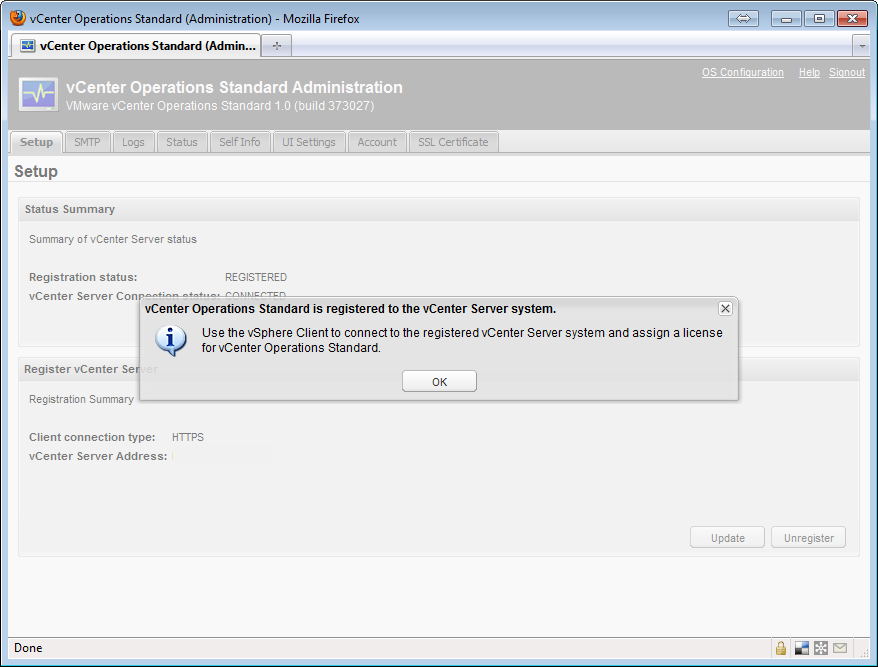 vCenter Operations Standard (Administration) - Mozilla Firefox
vCenter Operations Standard (Admin...
OS Configuration Help Signout
vCenter Operations Standard Administration
VMware vCenter Operations Standard 1.0 (build 373027)
Setup SMTP Logs Status Self Info UI Settings Account SSL Certificate
Setup
Status Summary
Summary of vCenter Server status
Registration status: REGISTERED
vCenter Server Connection status: CONNECTED
vCenter Operations Standard is registered to the vCenter Server system.
Use the vSphere Client to connect to the registered vCenter Server system and assign a license
for vCenter Operations Standard.
OK
Register vCenter Server
Registration Summary
Client connection type: HTTPS
vCenter Server Address:
Update Unregister
Done